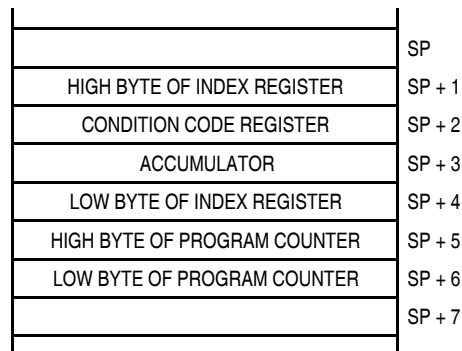 SP
HIGH BYTE OF INDEX REGISTER SP + 1
CONDITION CODE REGISTER SP + 2
ACCUMULATOR SP + 3
LOW BYTE OF INDEX REGISTER SP + 4
HIGH BYTE OF PROGRAM COUNTER SP + 5
LOW BYTE OF PROGRAM COUNTER SP + 6
SP + 7